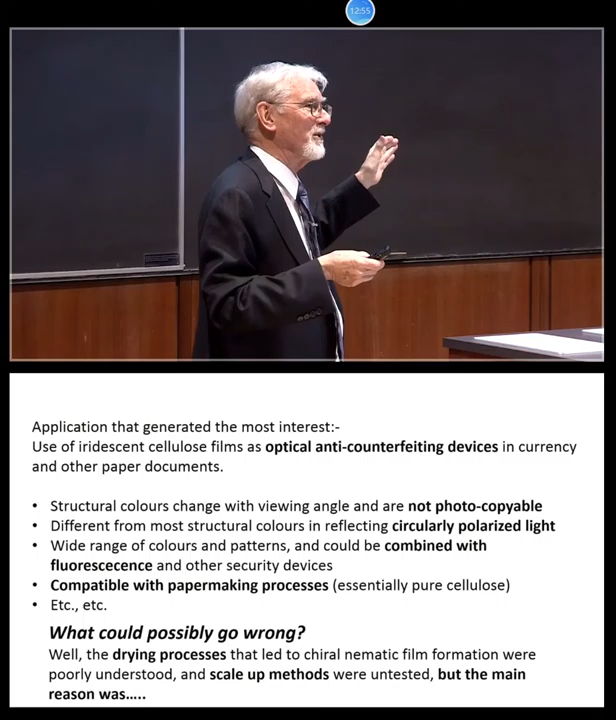 12:55
Application that generated the most interest:-
Use of iridescent cellulose films as optical anti-counterfeiting devices in currency
and other paper documents.
• Structural colours change with viewing angle and are not photo-copyable
• Different from most structural colours in reflecting circularly polarized light
• Wide range of colours and patterns, and could be combined with
fluoresecence and other security devices
• Compatible with papermaking processes (essentially pure cellulose)
• Etc., etc.
What could possibly go wrong?
Well, the drying processes that led to chiral nematic film formation were
poorly understood, and scale up methods were untested, but the main
reason was…..